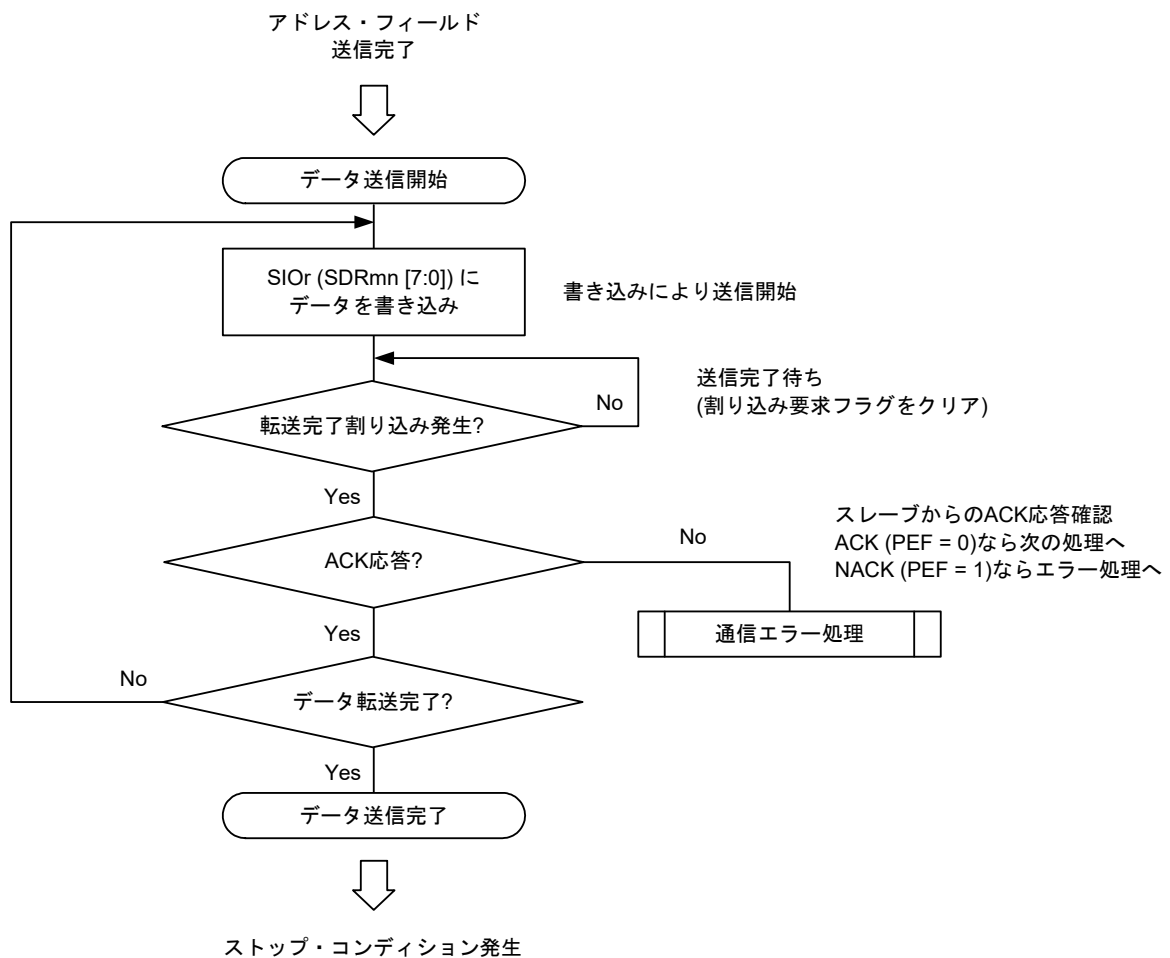 アドレス・フィールド
送信完了
データ送信開始
SIOr (SDRmn [7:0]) に
データを書き込み
書き込みにより送信開始
送信完了待ち
(割り込み要求フラグをクリア)
No
転送完了割り込み発生?
Yes
スレーブからのACK応答確認
ACK (PEF = 0)なら次の処理へ
NACK (PEF = 1)ならエラー処理へ
No
ACK応答?
通信エラー処理
Yes
No
データ転送完了?
Yes
データ送信完了
ストップ・コンディション発生